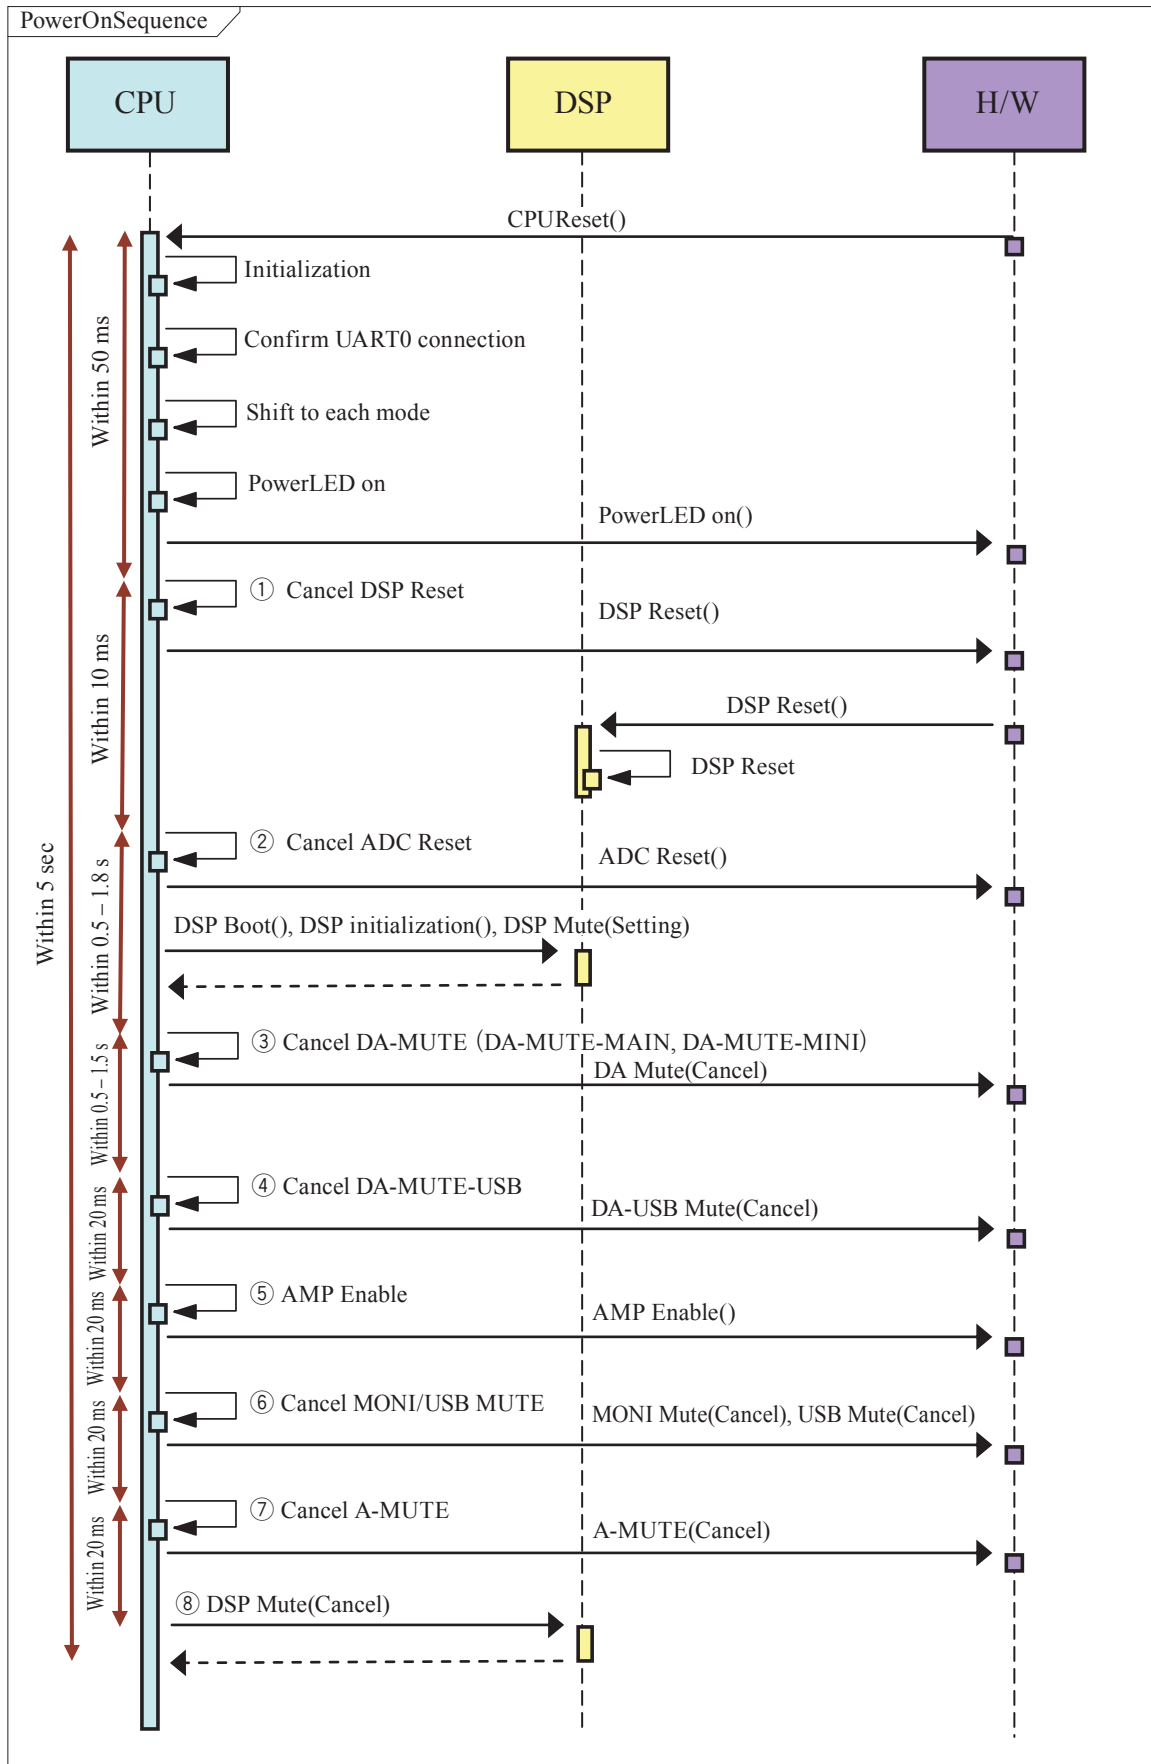 PowerOnSequence
CPU
DSP
H/W
CPUReset()
Initialization
Confirm UART0 connection
Shift to each mode
PowerLED on
PowerLED on()
Within 50 ms
① Cancel DSP Reset
DSP Reset()
DSP Reset()
DSP Reset
Within 10 ms
② Cancel ADC Reset
ADC Reset()
DSP Boot(), DSP initialization(), DSP Mute(Setting)
Within 0.5 – 1.8 s
Within 5 sec
③ Cancel DA-MUTE (DA-MUTE-MAIN, DA-MUTE-MINI)
DA Mute(Cancel)
Within 0.5 – 1.5 s
④ Cancel DA-MUTE-USB
DA-USB Mute(Cancel)
Within 20 ms
⑤ AMP Enable
AMP Enable()
Within 20 ms
⑥ Cancel MONI/USB MUTE
MONI Mute(Cancel), USB Mute(Cancel)
Within 20 ms
⑦ Cancel A-MUTE
A-MUTE(Cancel)
Within 20 ms
⑧ DSP Mute(Cancel)